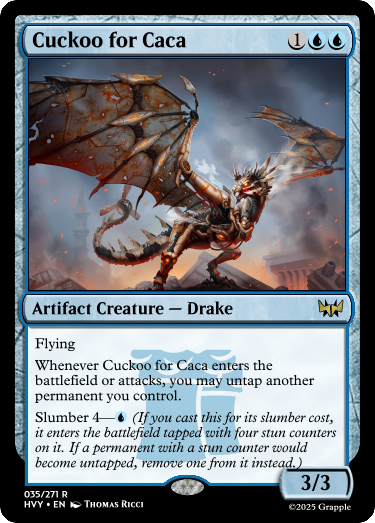 Cuckoo for Caca 1
Artifact Creature — Drake
Flying
Whenever Cuckoo for Caca enters the
battlefield or attacks, you may untap another
permanent you control.
Slumber 4— (If you cast this for its slumber cost,
it enters the battlefield tapped with four stun counters
on it. If a permanent with a stun counter would
become untapped, remove one from it instead.)
3/3
035/271 R
HVY • EN Thomas Ricci
©2025 Grapple